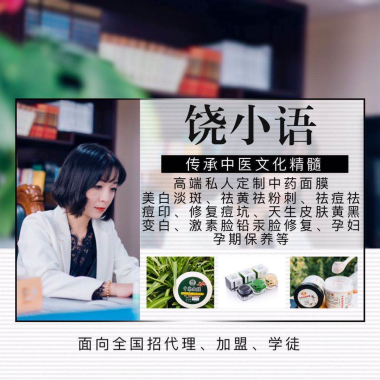 饶小语
传承中医文化精髓
高端私人定制中药面膜
美白淡斑、祛黄祛粉刺、祛痘祛
痘印、修复痘坑、天生皮肤黄黑
变白、激素脸铅汞脸修复、孕妇
孕期保养等
面向全国招代理、加盟、学徒